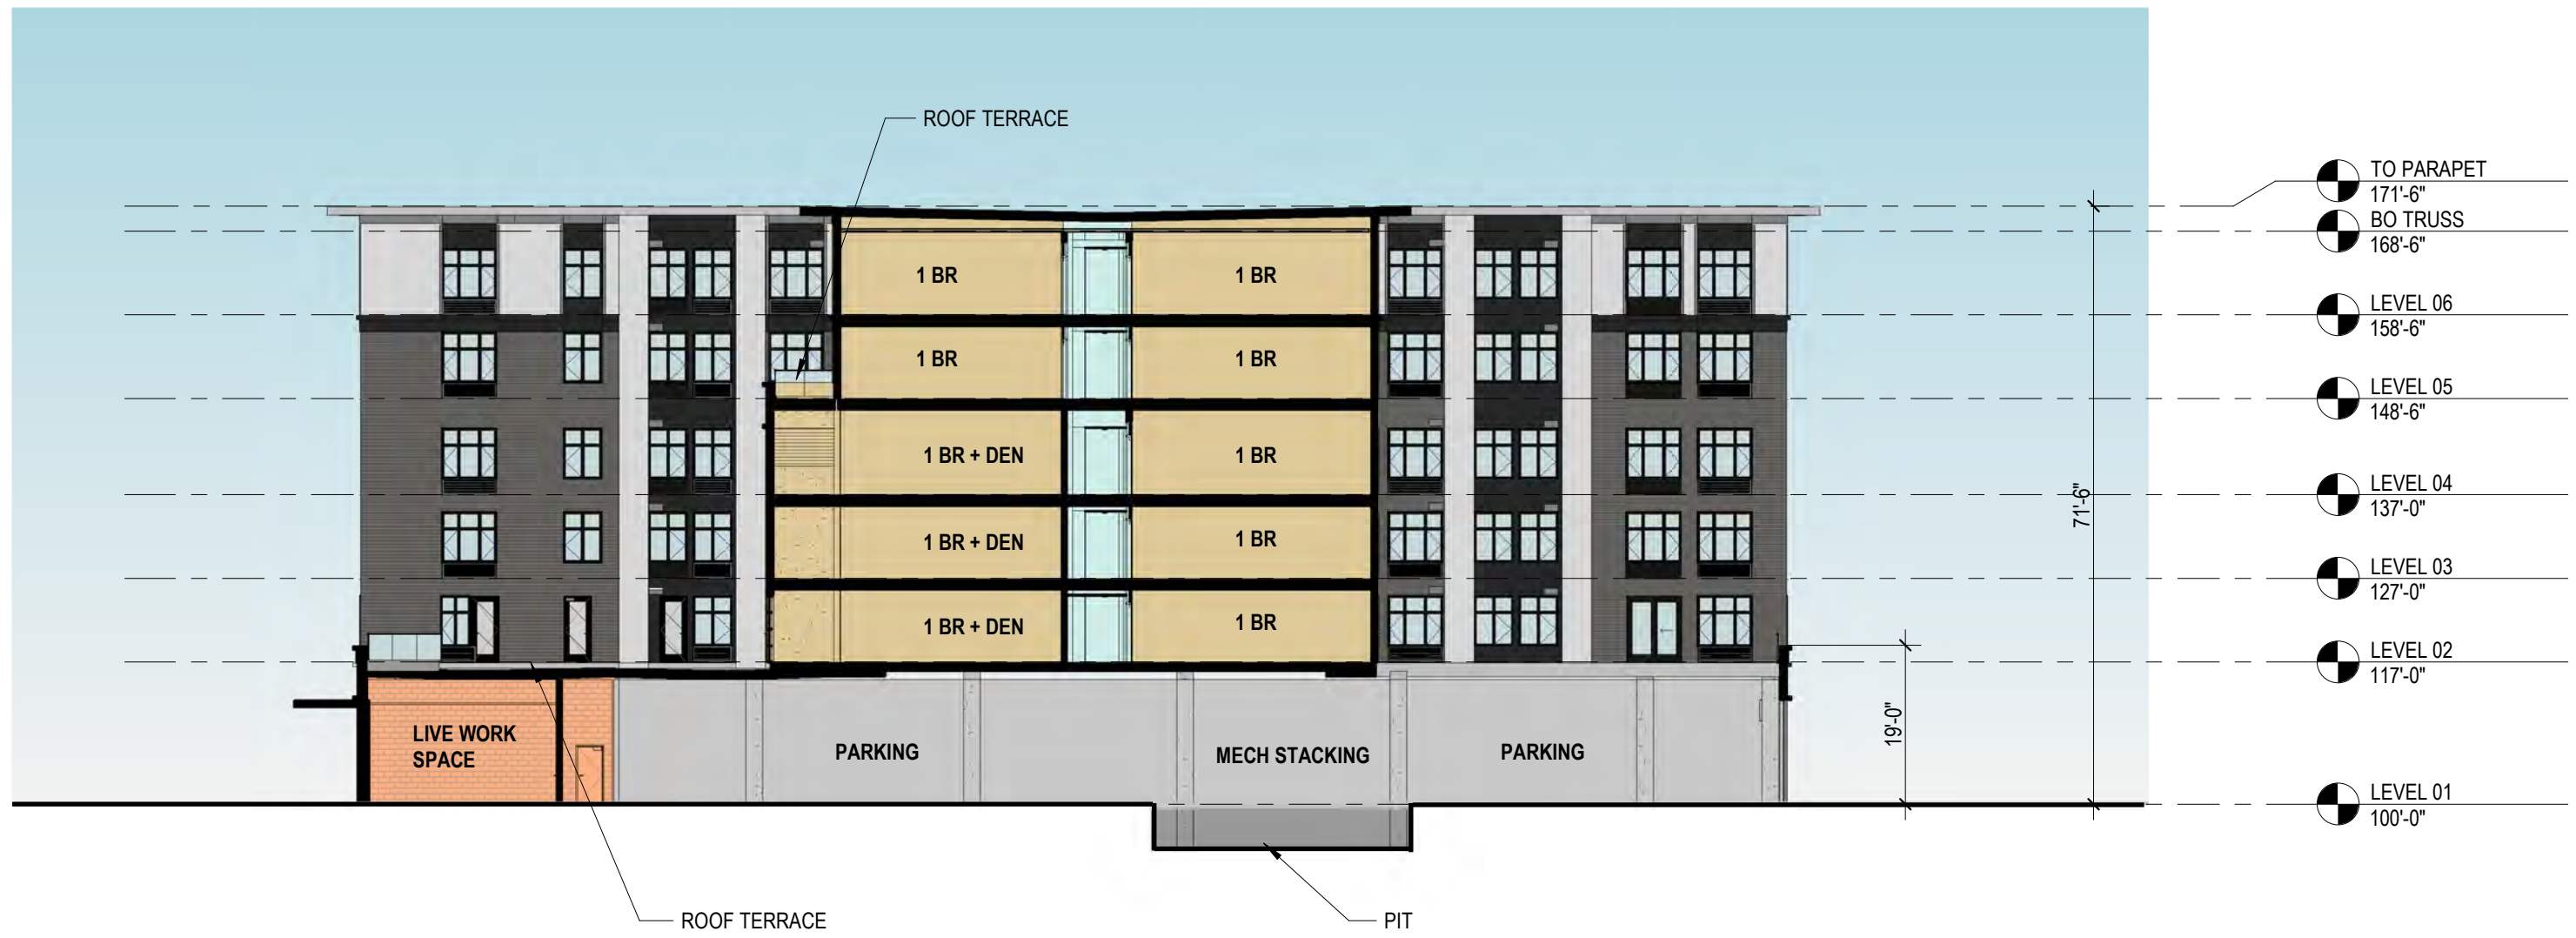 ROOF TERRACE
TO PARAPET
171'-6"
BO TRUSS
168'-6"
1 BR
1 BR
LEVEL 06
158'-6"
1 BR
1 BR
LEVEL 05
148'-6"
1 BR + DEN
1 BR
LEVEL 04
137'-0"
71'-6"
1 BR + DEN
1 BR
LEVEL 03
127'-0"
1 BR + DEN
1 BR
LEVEL 02
117'-0"
19'-0"
LIVE WORK
SPACE
PARKING
MECH STACKING
PARKING
LEVEL 01
100'-0"
ROOF TERRACE
PIT